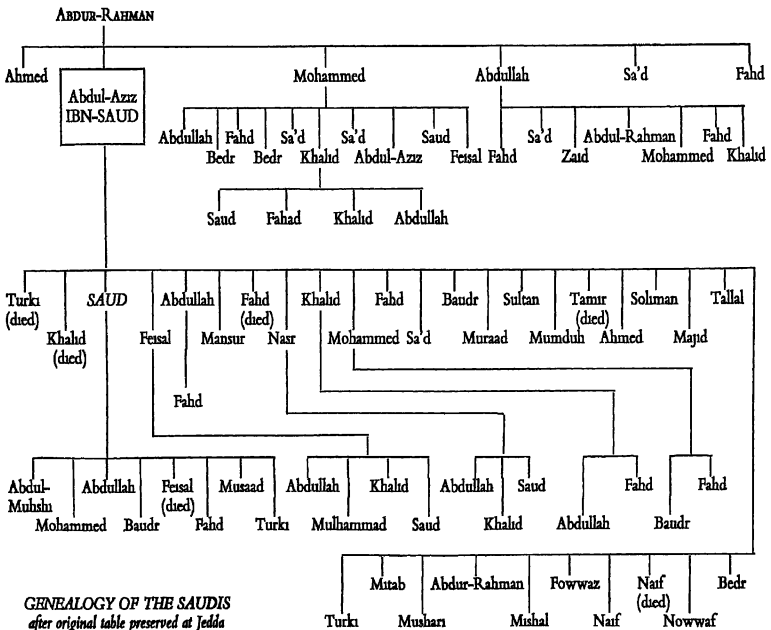 ABDUR-RAHMAN
Ahmed
Abdul-Aziz
IBN-SAUD
Mohammed
Abdullah
Sa'd
Fahd
Abdullah
Bedr
Fahd
Bedr
Sa'd
Khalid
Sa'd
Abdul-Aziz
Saud
Feisal
Fahd
Sa'd
Zaid
Abdul-Rahman
Mohammed
Fahd
Khalid
Saud
Fahad
Khalid
Abdullah
Turki
(died)
Khalid
(died)
SAUD
Feisal
Abdullah
Mansur
Fahd
(died)
Nasr
Khalid
Mohammed
Fahd
Sa'd
Baudr
Muraad
Sultan
Mumduh
Tamir
(died)
Ahmed
Soliman
Majid
Tallal
Fahd
Abdul-
Muhshi
Mohammed
Abdullah
Baudr
Feisal
(died)
Fahd
Musaad
Turki
Abdullah
Mulhammad
Khalid
Saud
Abdullah
Khalid
Saud
Abdullah
Fahd
Baudr
Fahd
Turki
Mitab
Mushari
Abdur-Rahman
Mishal
Fowwaz
Naif
Naif
(died)
Nowwaf
Bedr
GENEALOGY OF THE SAUDIS
after original table preserved at Jedda